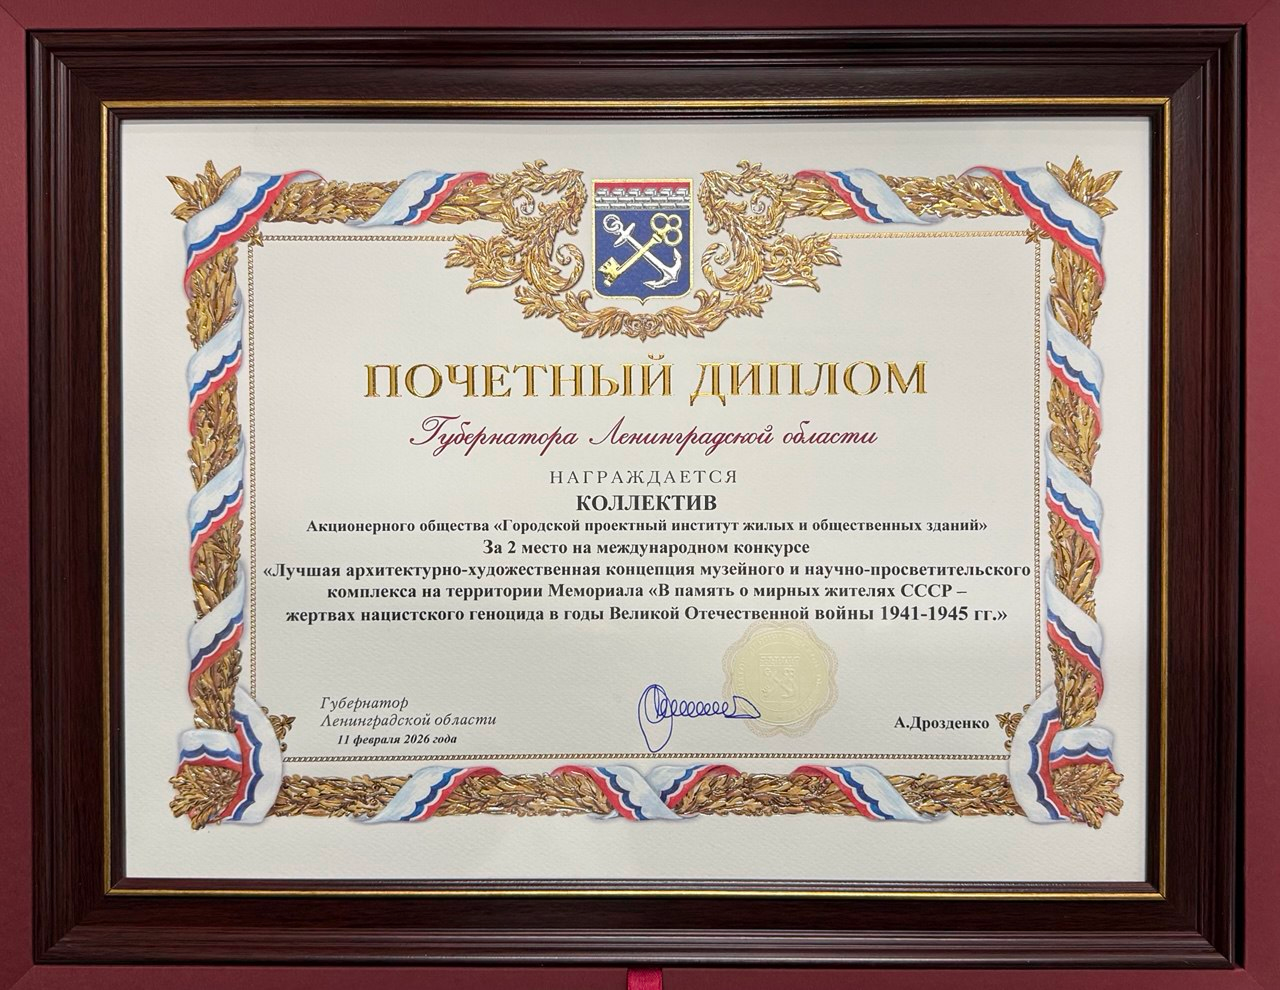 ПОЧЕТНЫЙ ДИПЛОМ
Губернатора Ленинградской области
НАГРАЖДАЕТСЯ
КОЛЛЕКТИВ
Акционерного общества «Городской проектный институт жилых и общественных зданий»
За 2 место на международном конкурсе
«Лучшая архитектурно-художественная концепция музейного и научно-просветительского
комплекса на территории Мемориала «В память о мирных жителях СССР –
жертвах нацистского геноцида в годы Великой Отечественной войны 1941-1945 гг.»
Губернатор
Ленинградской области
11 февраля 2026 года
А.Дрозденко